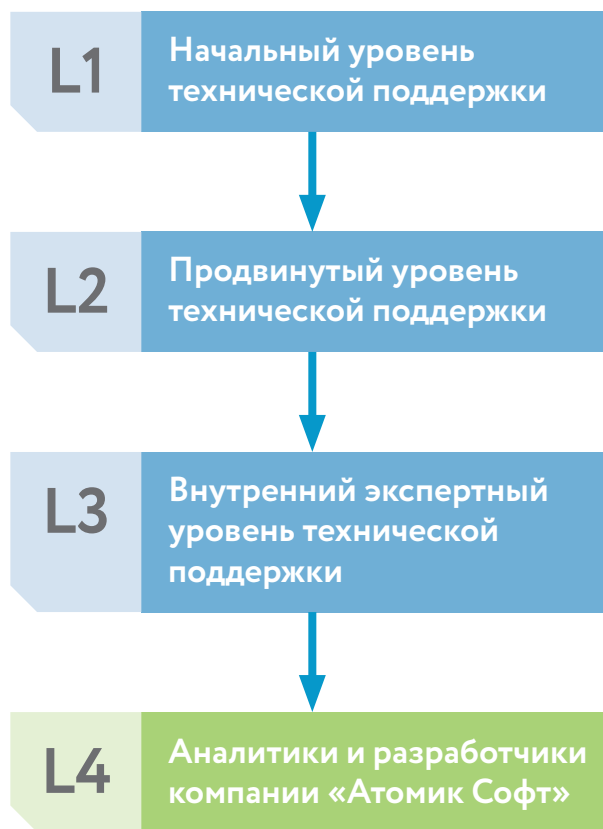 L1
Начальный уровень
технической поддержки
L2
Продвинутый уровень
технической поддержки
L3
Внутренний экспертный
уровень технической
поддержки
L4
Аналитики и разработчики
компании «Атомик Софт»